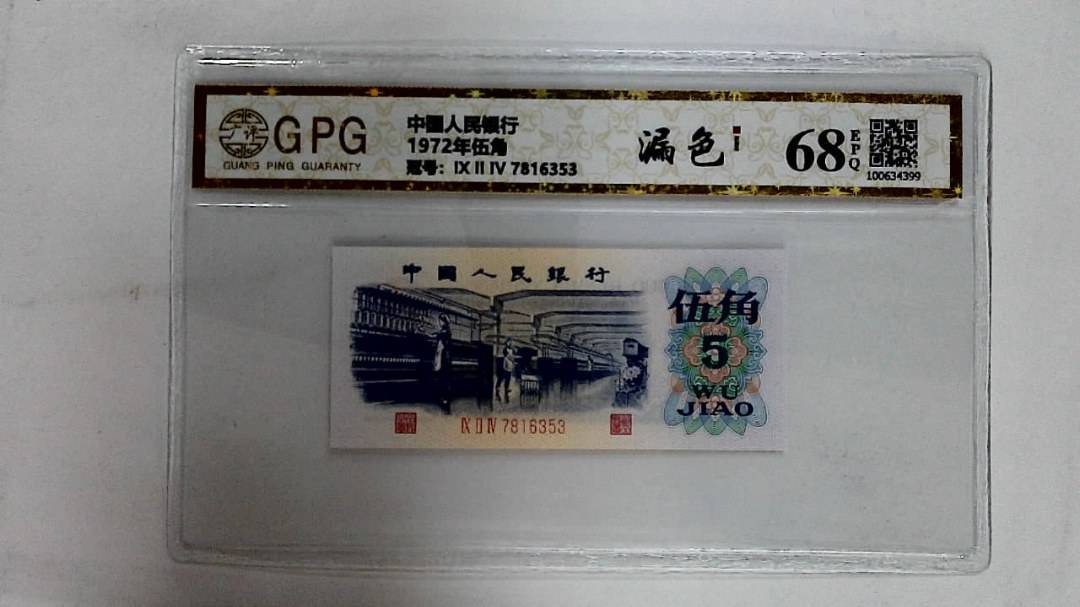 GPG
GUANG PING GUARANTY
中國人民銀行
1972年伍角
冠号: IX II IV 7816353
漏色
68
EPQ
100634399
中國人民銀行
伍角
5
WU
JIAO
IX II IV 7816353